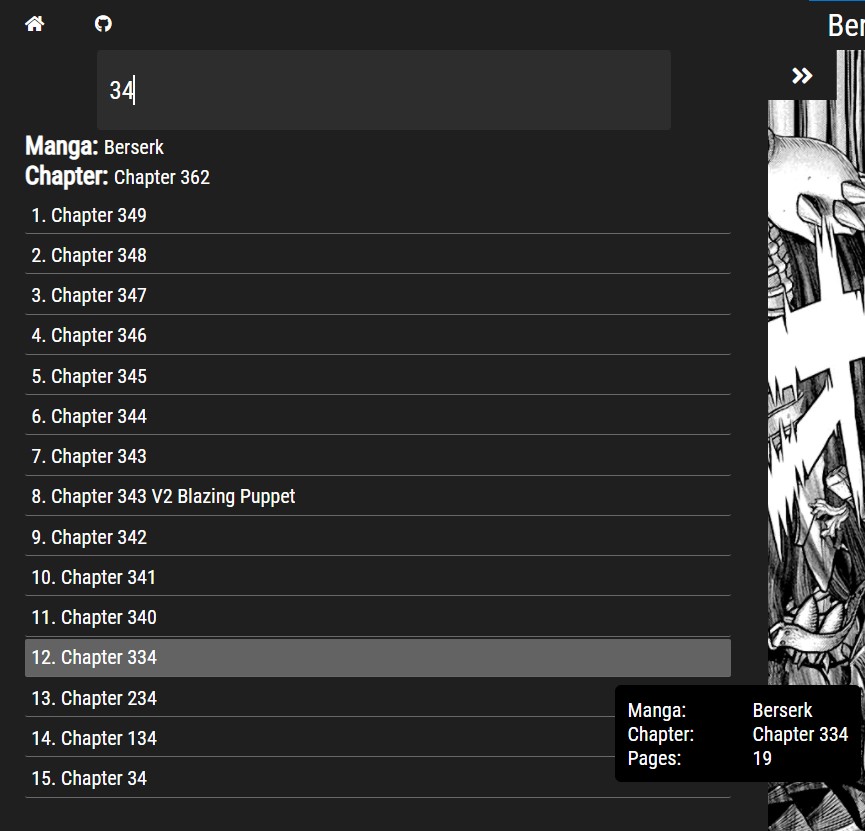 Ber
34
Manga: Berserk
Chapter: Chapter 362
1. Chapter 349
2. Chapter 348
3. Chapter 347
4. Chapter 346
5. Chapter 345
6. Chapter 344
7. Chapter 343
8. Chapter 343 V2 Blazing Puppet
9. Chapter 342
10. Chapter 341
11. Chapter 340
12. Chapter 334
13. Chapter 234
14. Chapter 134
15. Chapter 34
Manga: Berserk
Chapter: Chapter 334
Pages: 19